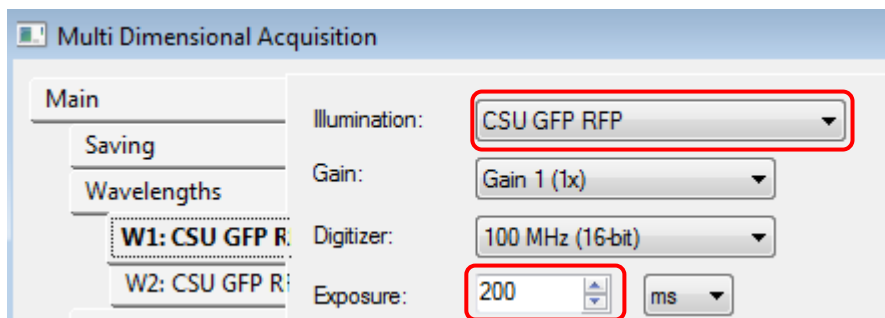 Multi Dimensional Acquisition
Main
Saving
Wavelengths
W1: CSU GFP R
W2: CSU GFP R
Illumination: CSU GFP RFP
Gain: Gain 1 (1x)
Digitizer: 100 MHz (16-bit)
Exposure: 200 ms